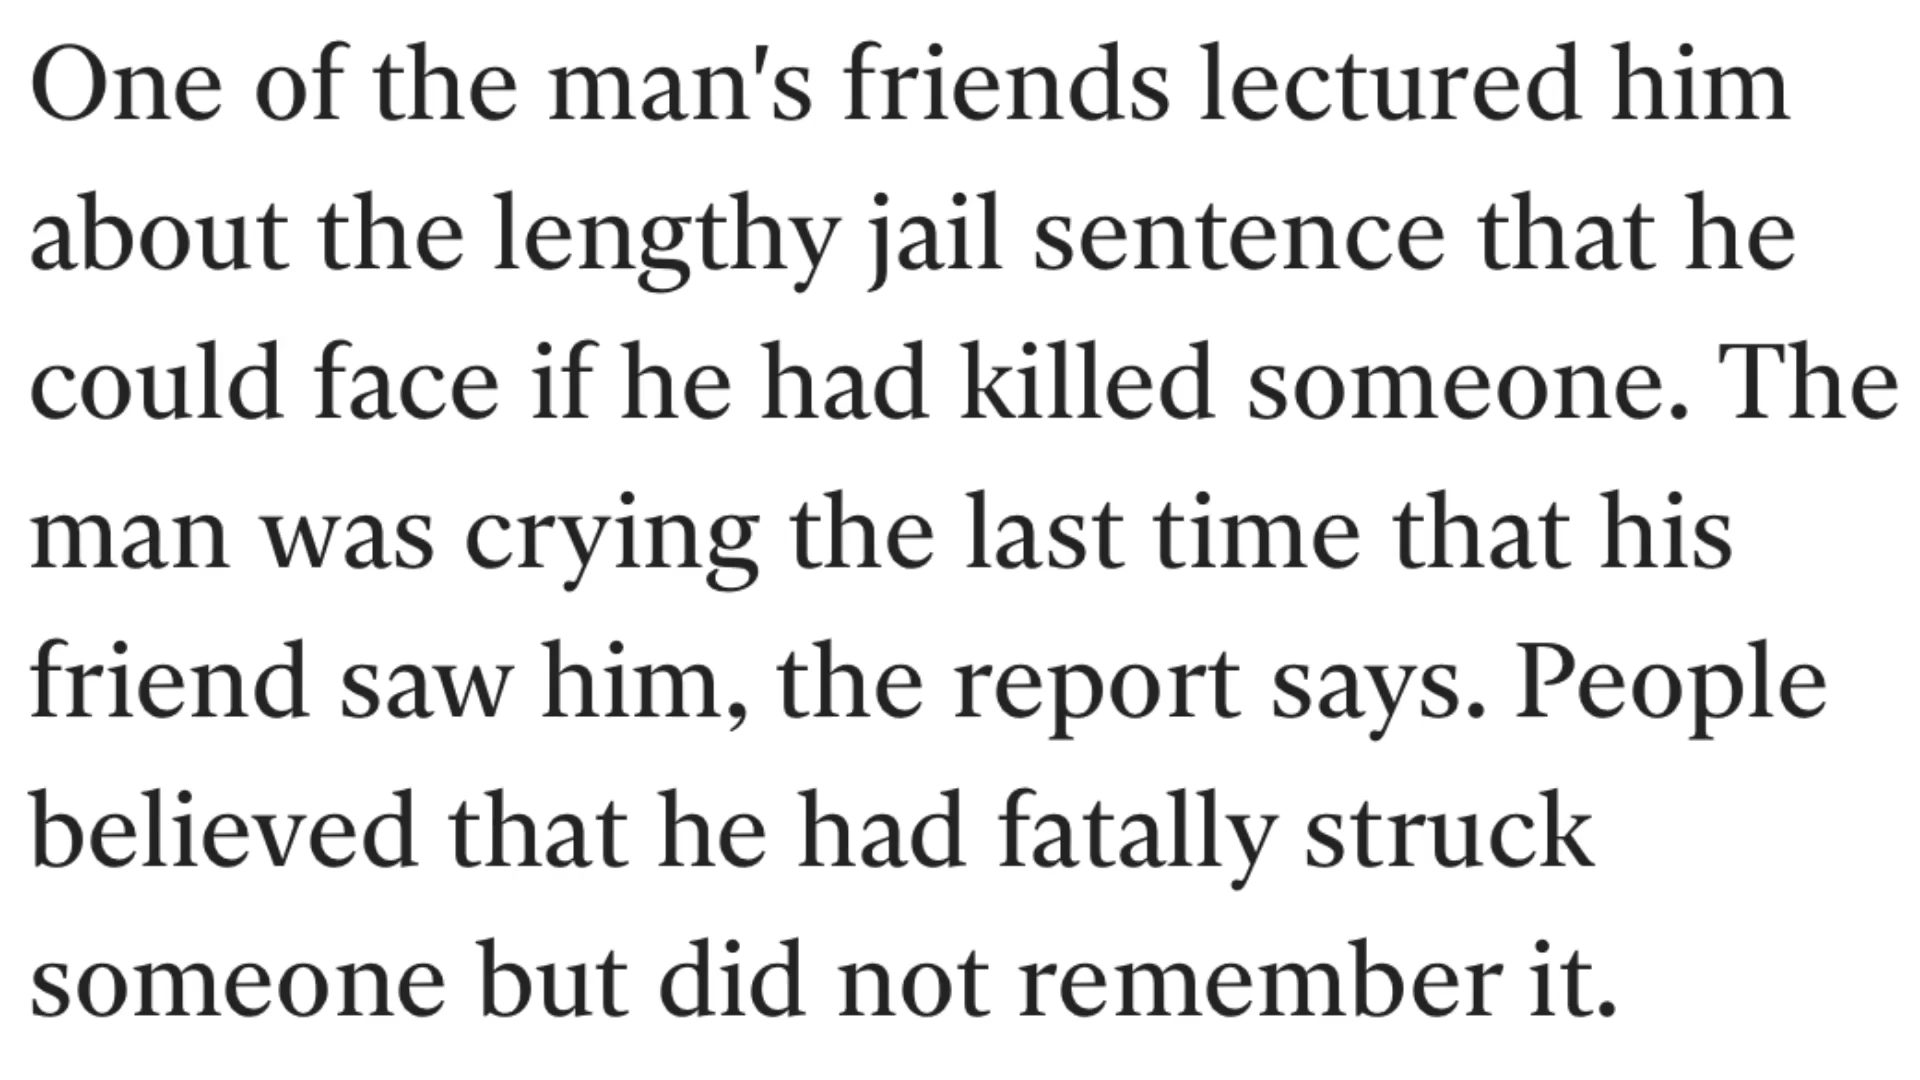 One of the man's friends lectured him
about the lengthy jail sentence that he
could face if he had killed someone. The
man was crying the last time that his
friend saw him, the report says. People
believed that he had fatally struck
someone but did not remember it.